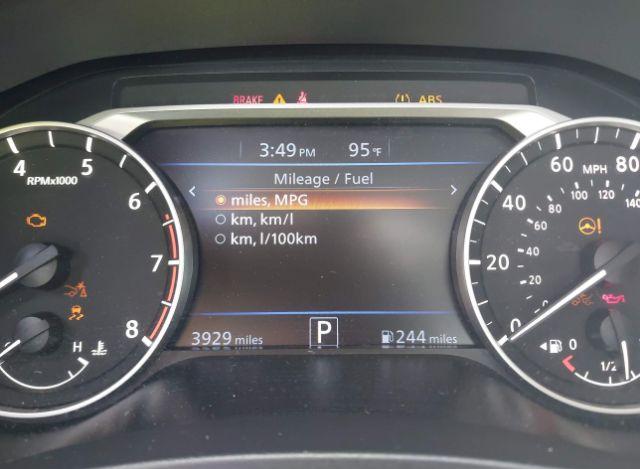 BRAKE ABS
3:49 PM 95 °F
Mileage / Fuel
miles, MPG
km, km/l
km, l/100km
3929 miles P 244 miles
4 5 6 7 8
RPMx1000
H
0 20 40 60 80
MPH
0 20 40 60 80 100 120 140
0 1/2